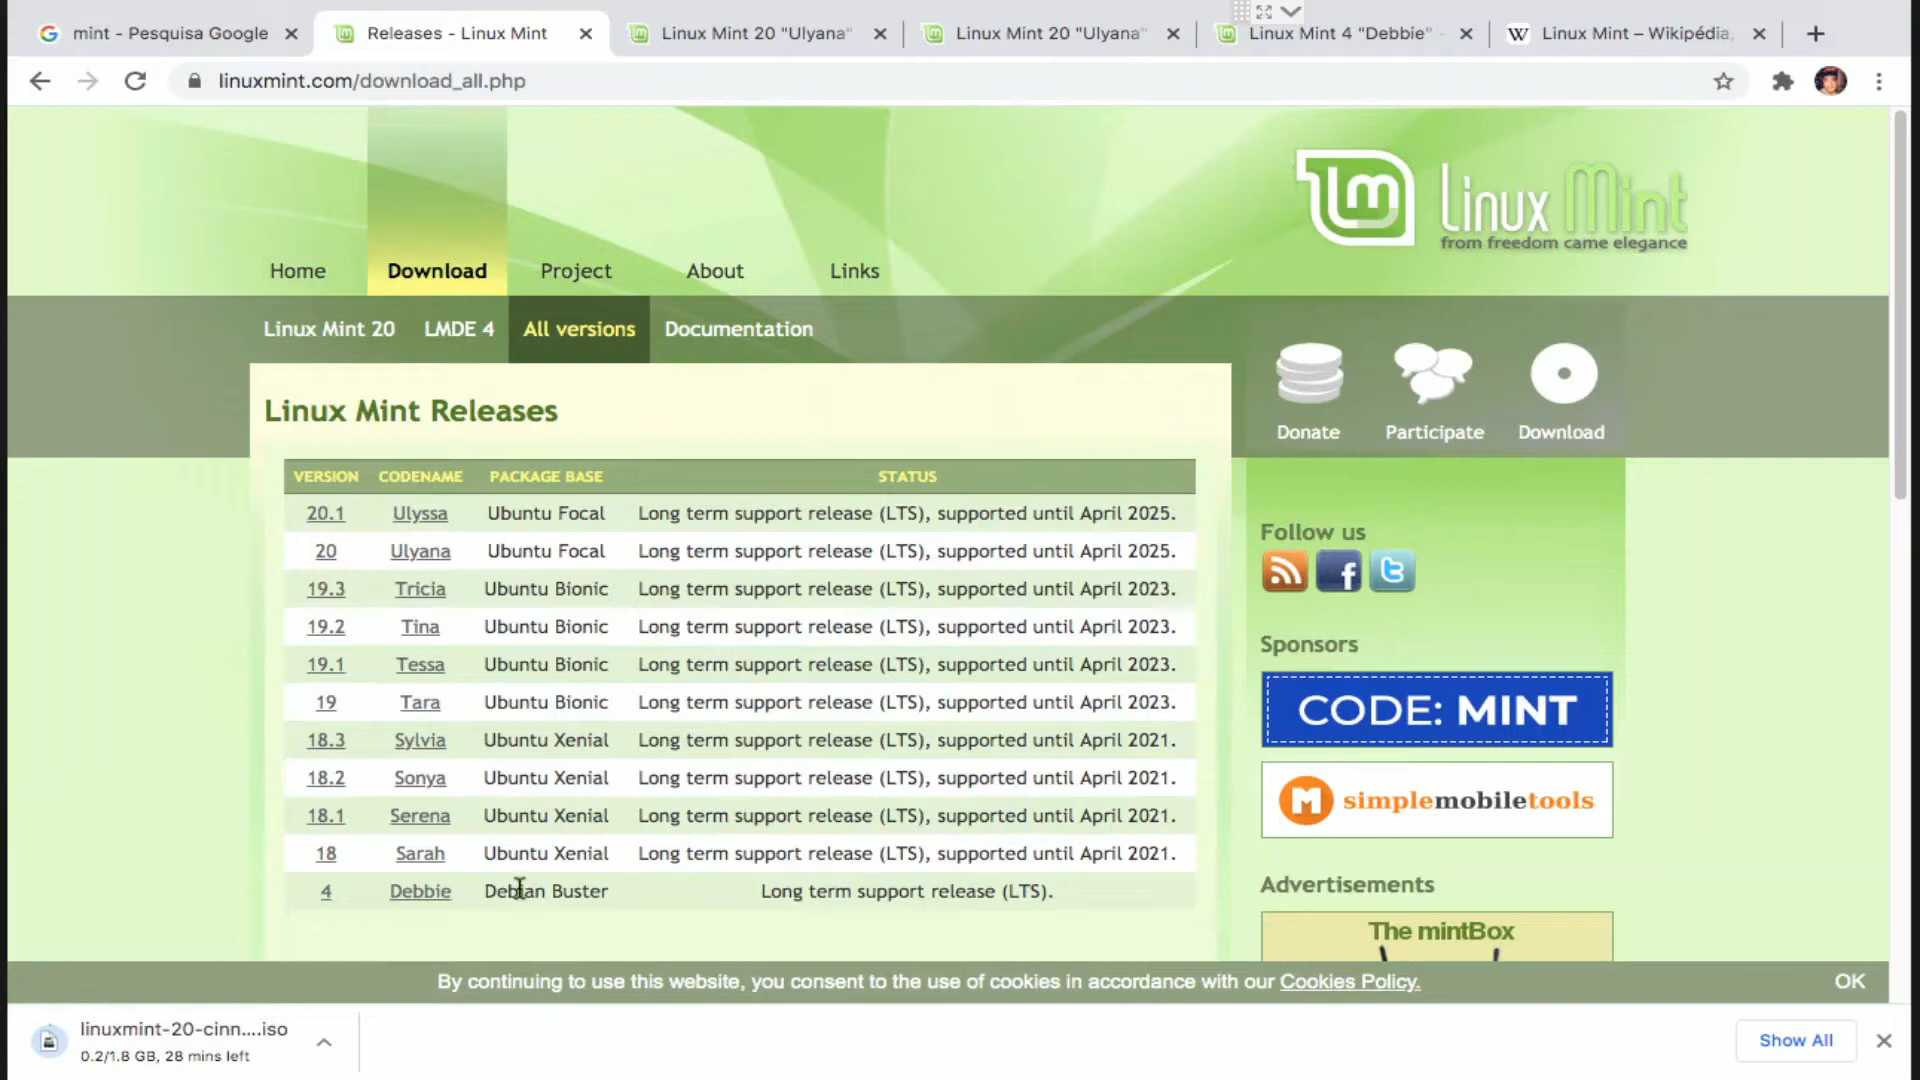 mint - Pesquisa Google
Releases - Linux Mint
Linux Mint 20 "Ulyana"
Linux Mint 20 "Ulyana"
Linux Mint 4 "Debbie" -
W Linux Mint – Wikipédia,
linuxmint.com/download_all.php
lm Linux Mint
from freedom came elegance
Home Download Project About Links
Linux Mint 20 LMDE 4 All versions Documentation
Donate Participate Download
Linux Mint Releases
VERSION CODENAME PACKAGE BASE STATUS
20.1 Ulyssa Ubuntu Focal Long term support release (LTS), supported until April 2025.
20 Ulyana Ubuntu Focal Long term support release (LTS), supported until April 2025.
19.3 Tricia Ubuntu Bionic Long term support release (LTS), supported until April 2023.
19.2 Tina Ubuntu Bionic Long term support release (LTS), supported until April 2023.
19.1 Tessa Ubuntu Bionic Long term support release (LTS), supported until April 2023.
19 Tara Ubuntu Bionic Long term support release (LTS), supported until April 2023.
18.3 Sylvia Ubuntu Xenial Long term support release (LTS), supported until April 2021.
18.2 Sonya Ubuntu Xenial Long term support release (LTS), supported until April 2021.
18.1 Serena Ubuntu Xenial Long term support release (LTS), supported until April 2021.
18 Sarah Ubuntu Xenial Long term support release (LTS), supported until April 2021.
4 Debbie Debian Buster Long term support release (LTS).
Follow us
Sponsors
CODE: MINT
M simplemobiletools
Advertisements
The mintBox
By continuing to use this website, you consent to the use of cookies in accordance with our Cookies Policy.
OK
linuxmint-20-cinn....iso
0.2/1.8 GB, 28 mins left
Show All